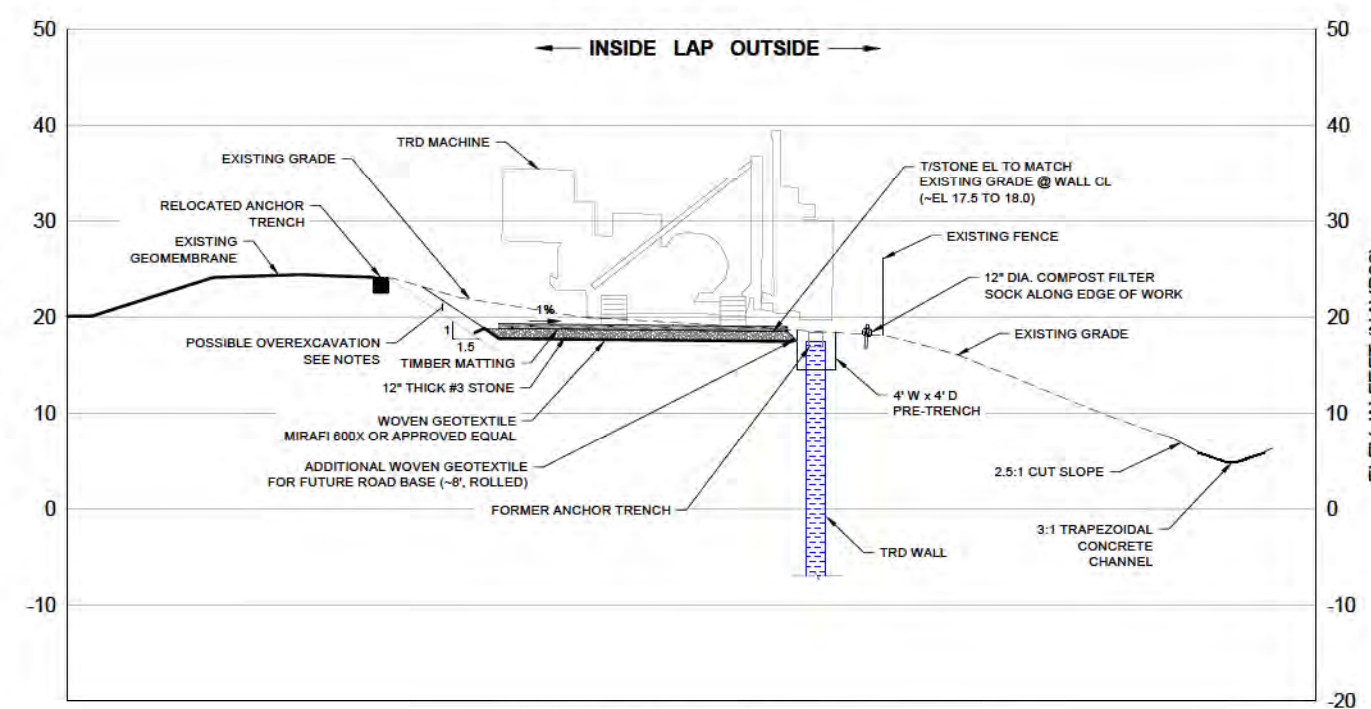 50
50
INSIDE LAP OUTSIDE
40
40
TRD MACHINE
EXISTING GRADE
T/STONE EL TO MATCH
EXISTING GRADE @ WALL CL
(~EL 17.5 TO 18.0)
RELOCATED ANCHOR
TRENCH
30
30
EXISTING
GEOMEMBRANE
EXISTING FENCE
12" DIA. COMPOST FILTER
SOCK ALONG EDGE OF WORK
20
20
1%
1
1.5
EXISTING GRADE
POSSIBLE OVEREXCAVATION
SEE NOTES
TIMBER MATTING
12" THICK #3 STONE
4' W x 4' D
PRE-TRENCH
10
10
WOVEN GEOTEXTILE
MIRAFI 600X OR APPROVED EQUAL
ADDITIONAL WOVEN GEOTEXTILE
FOR FUTURE ROAD BASE (~8', ROLLED)
2.5:1 CUT SLOPE
0
0
FORMER ANCHOR TRENCH
3:1 TRAPEZOIDAL
CONCRETE
CHANNEL
TRD WALL
-10
-10
-20